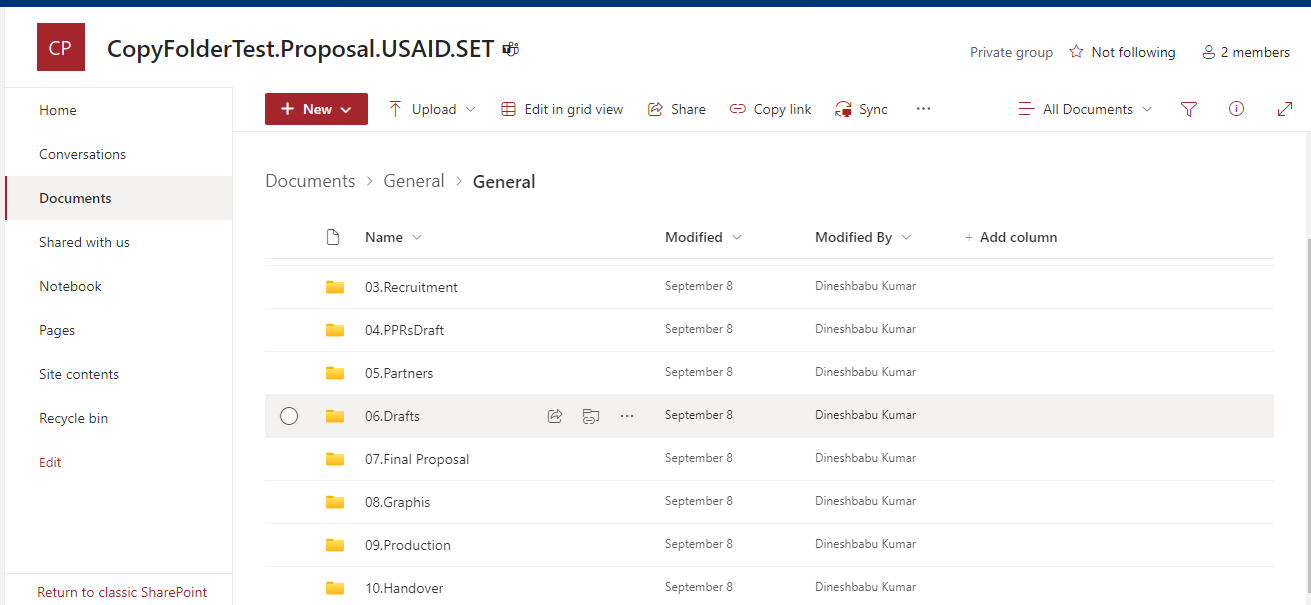 CP
CopyFolderTest.Proposal.USAID.SET
Private group Not following 2 members
Home
Conversations
Documents
Shared with us
Notebook
Pages
Site contents
Recycle bin
Edit
Return to classic SharePoint
+ New Upload Edit in grid view Share Copy link Sync ... All Documents
Documents > General > General
Name Modified Modified By + Add column
03.Recruitment September 8 Dineshbabu Kumar
04.PPRsDraft September 8 Dineshbabu Kumar
05.Partners September 8 Dineshbabu Kumar
06.Drafts ... September 8 Dineshbabu Kumar
07.Final Proposal September 8 Dineshbabu Kumar
08.Graphis September 8 Dineshbabu Kumar
09.Production September 8 Dineshbabu Kumar
10.Handover September 8 Dineshbabu Kumar